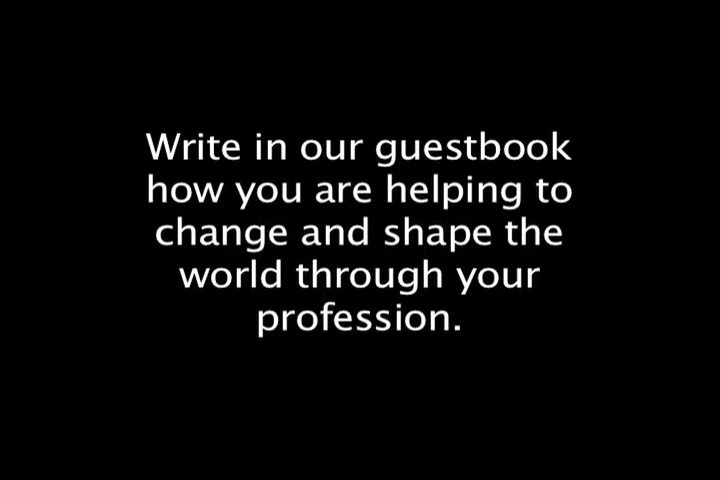 Write in our guestbook
how you are helping to
change and shape the
world through your
profession.